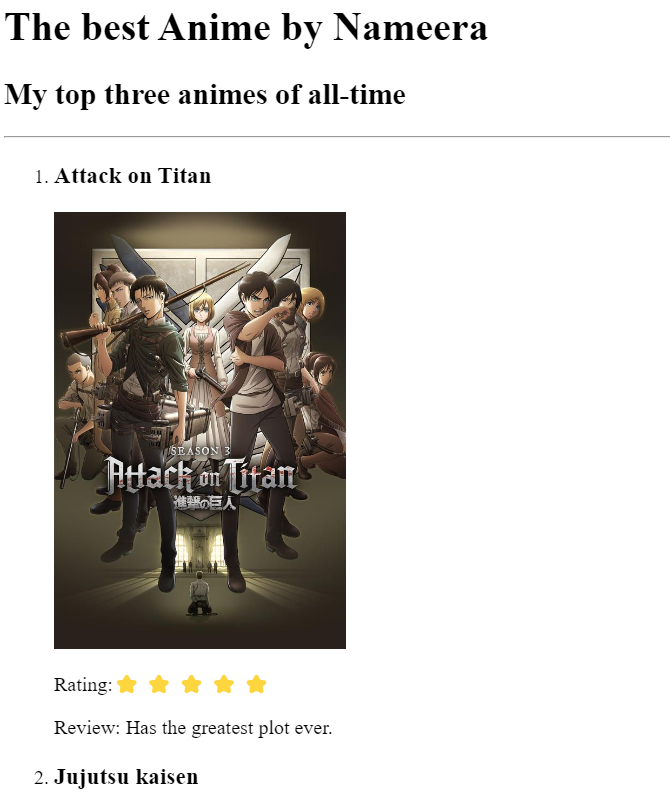 The best Anime by Nameera
My top three animes of all-time
1. Attack on Titan
SEASON 3
Attack on Titan
進撃の巨人
Rating:
Review: Has the greatest plot ever.
2. Jujutsu kaisen